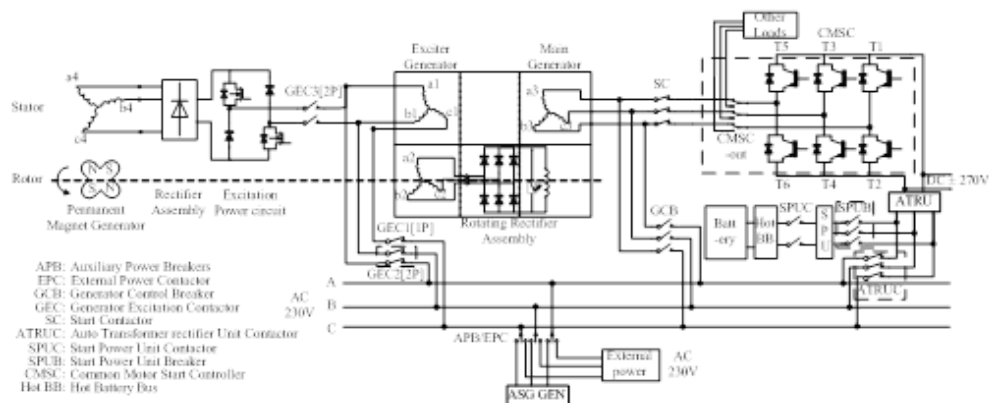 Other
Loads
CMSC
T5 T3 T1
Exciter
Generator
Main
Generator
SC
a4
b4
c4
Stator
GEC3[2P]
a1
b1
c1
a3
b3
c3
CMSC
-out
a2
b2
c2
T6 T4 T2
DC ± 270V
ATRU
Rotor
N
S
S
N
Permanent
Magnet Generator
Rectifier
Assembly
Excitation
Power circuit
Rotating Rectifier
Assembly
GEC1[1P]
GEC2[2P]
GCB
Batt
-ery
Hot
BB
SPUC
S
P
U
SPUB
ATRUC
APB: Auxiliary Power Breakers
EPC: External Power Contactor
GCB: Generator Control Breaker
GEC: Generator Excitation Contactor
SC: Start Contactor
ATRUC: Auto Transformer rectifier Unit Contactor
SPUC: Start Power Unit Contactor
SPUB: Start Power Unit Breaker
CMSC: Common Motor Start Controller
Hot BB: Hot Battery Bus
AC
230V
A
B
C
APB/EPC
External
power
AC
230V
ASG GEN